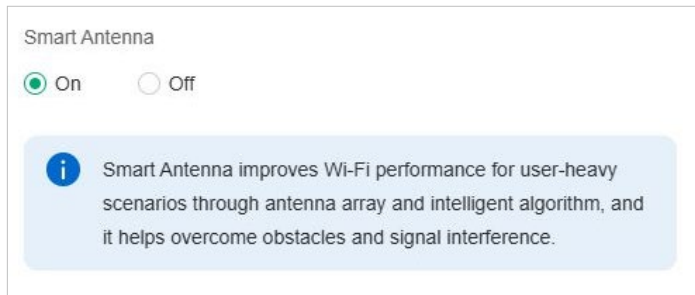 Smart Antenna
On Off
Smart Antenna improves Wi-Fi performance for user-heavy
scenarios through antenna array and intelligent algorithm, and
it helps overcome obstacles and signal interference.